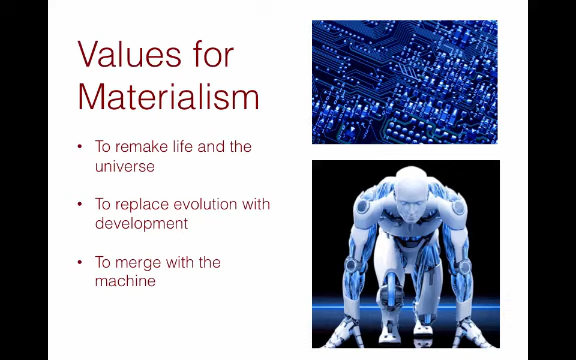 Values for
Materialism
• To remake life and the
universe
• To replace evolution with
development
• To merge with the
machine